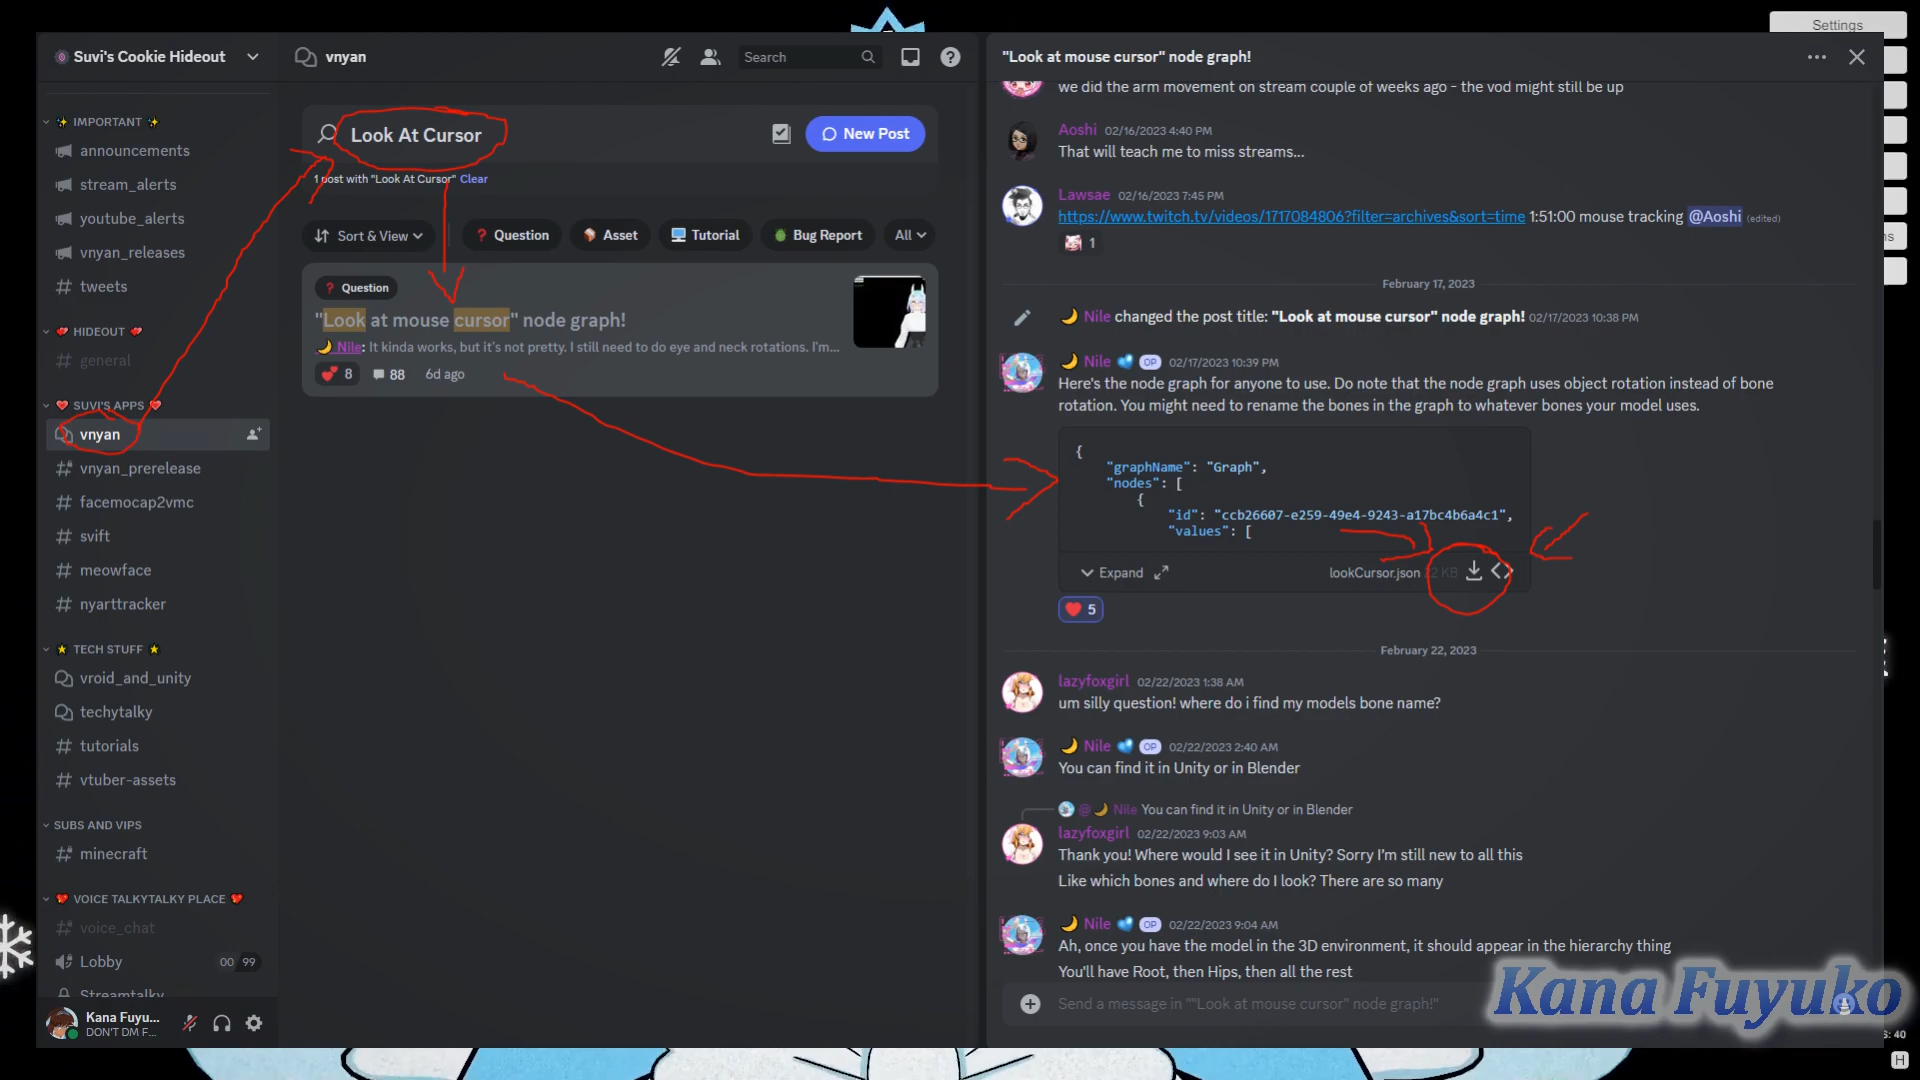 Settings
Suvi's Cookie Hideout
IMPORTANT
announcements
stream_alerts
youtube_alerts
vnyan_releases
tweets
HIDEOUT
general
SUVI'S APPS
vnyan
vnyan_prerelease
facemocap2vmc
svift
meowface
nyarttracker
TECH STUFF
vroid_and_unity
techytalky
tutorials
vtuber-assets
SUBS AND VIPS
minecraft
VOICE TALKYTALKY PLACE
voice_chat
Lobby 00 99
Streamtalky
Kana Fuyu...
DON'T DM F...
vnyan
Search
Look At Cursor
New Post
1 post with "Look At Cursor" Clear
Sort & View Question Asset Tutorial Bug Report All
Question
"Look at mouse cursor" node graph!
Nile: It kinda works, but it's not pretty. I still need to do eye and neck rotations. I'm...
8 88 6d ago
"Look at mouse cursor" node graph!
we did the arm movement on stream couple of weeks ago - the vod might still be up
Aoshi 02/16/2023 4:40 PM
That will teach me to miss streams...
Lawsae 02/16/2023 7:45 PM
https://www.twitch.tv/videos/1717084806?filter=archives&sort=time 1:51:00 mouse tracking @Aoshi (edited)
1
February 17, 2023
Nile changed the post title: "Look at mouse cursor" node graph! 02/17/2023 10:38 PM
Nile OP 02/17/2023 10:39 PM
Here's the node graph for anyone to use. Do note that the node graph uses object rotation instead of bone
rotation. You might need to rename the bones in the graph to whatever bones your model uses.
{
"graphName": "Graph",
"nodes": [
{
"id": "ccb26607-e259-49e4-9243-a17bc4b6a4c1",
"values": [
Expand lookCursor.json KB
5
February 22, 2023
lazyfoxgirl 02/22/2023 1:38 AM
um silly question! where do i find my models bone name?
Nile OP 02/22/2023 2:40 AM
You can find it in Unity or in Blender
@ Nile You can find it in Unity or in Blender
lazyfoxgirl 02/22/2023 9:03 AM
Thank you! Where would I see it in Unity? Sorry I'm still new to all this
Like which bones and where do I look? There are so many
Nile OP 02/22/2023 9:04 AM
Ah, once you have the model in the 3D environment, it should appear in the hierarchy thing
You'll have Root, then Hips, then all the rest
Send a message in ""Look at mouse cursor" node graph!"
Kana Fuyuko
H